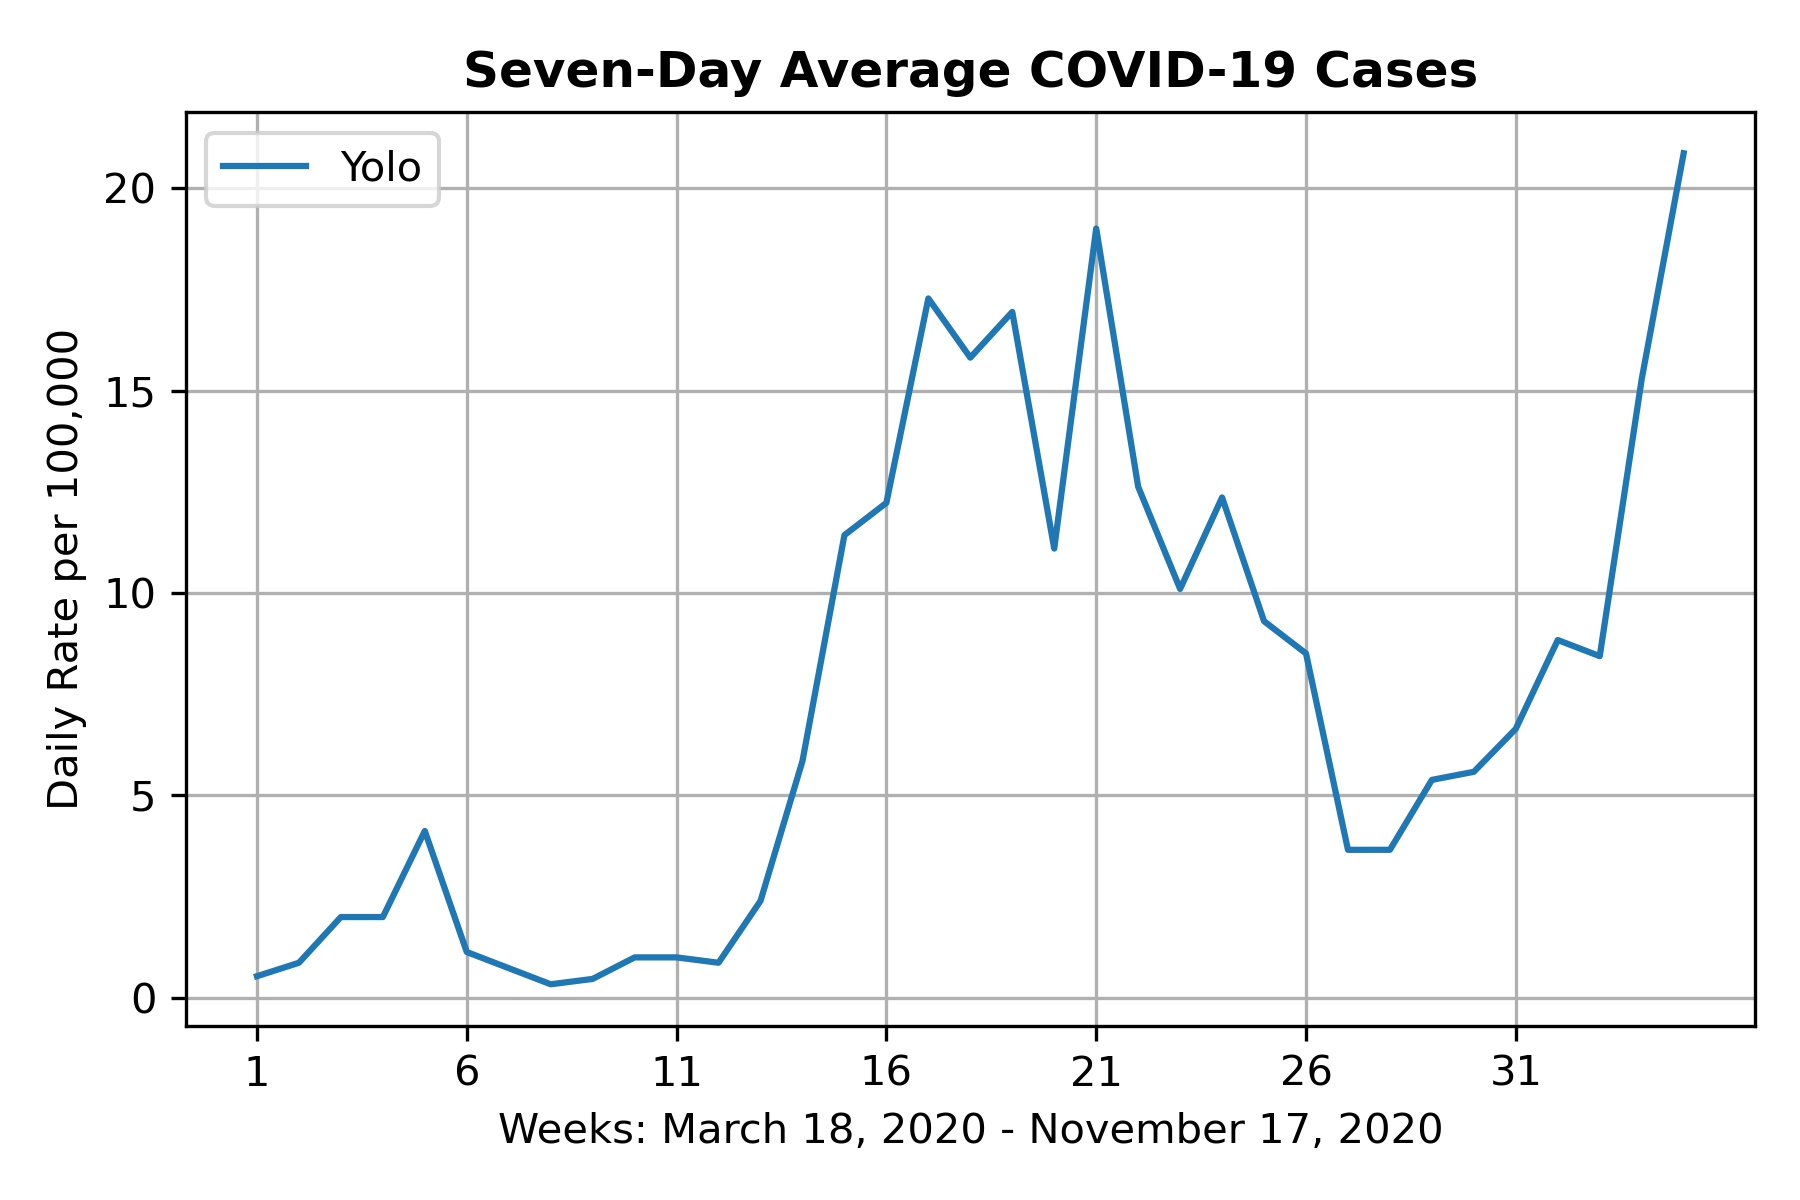 Seven-Day Average COVID-19 Cases
Yolo
20
15
10
5
0
Daily Rate per 100,000
1 6 11 16 21 26 31
Weeks: March 18, 2020 - November 17, 2020